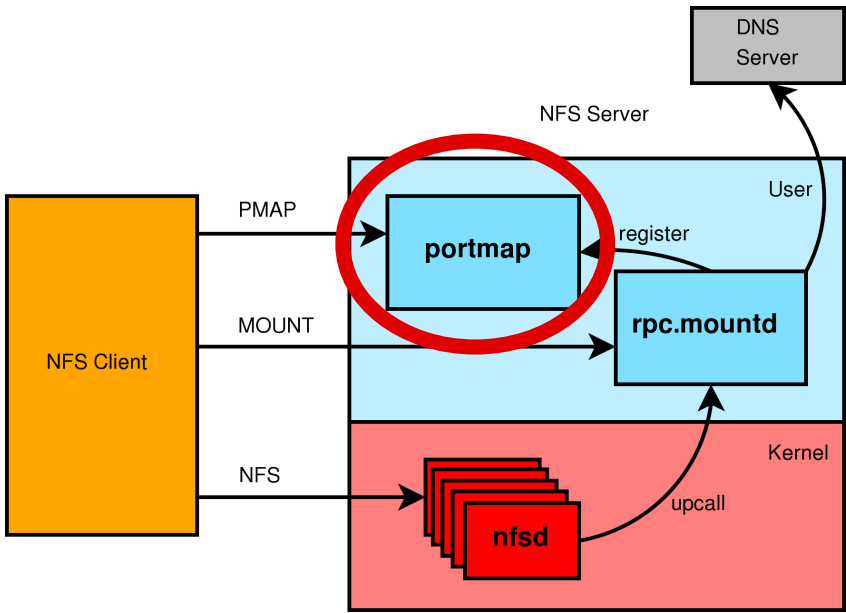 DNS
Server
NFS Server
User
PMAP
register
portmap
MOUNT
rpc.mountd
NFS Client
Kernel
NFS
upcall
nfsd